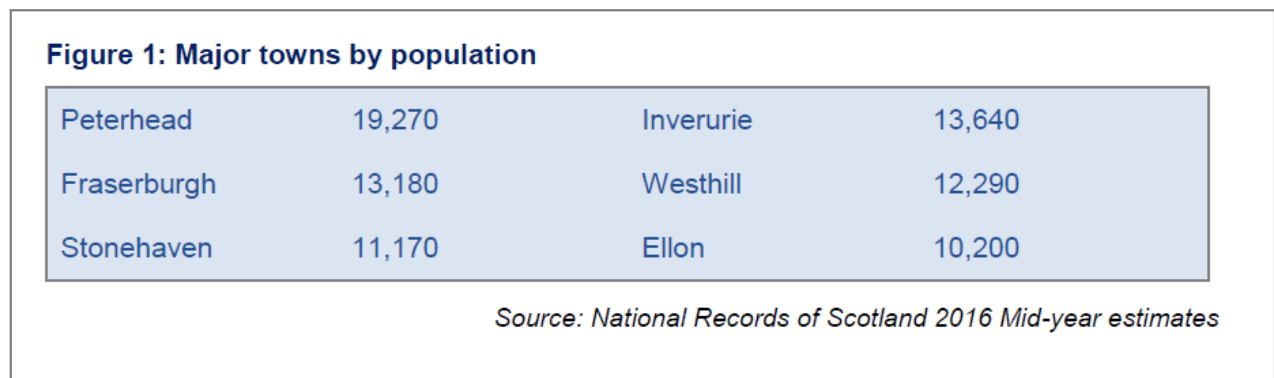 Figure 1: Major towns by population
Peterhead 19,270 Inverurie 13,640
Fraserburgh 13,180 Westhill 12,290
Stonehaven 11,170 Ellon 10,200
Source: National Records of Scotland 2016 Mid-year estimates